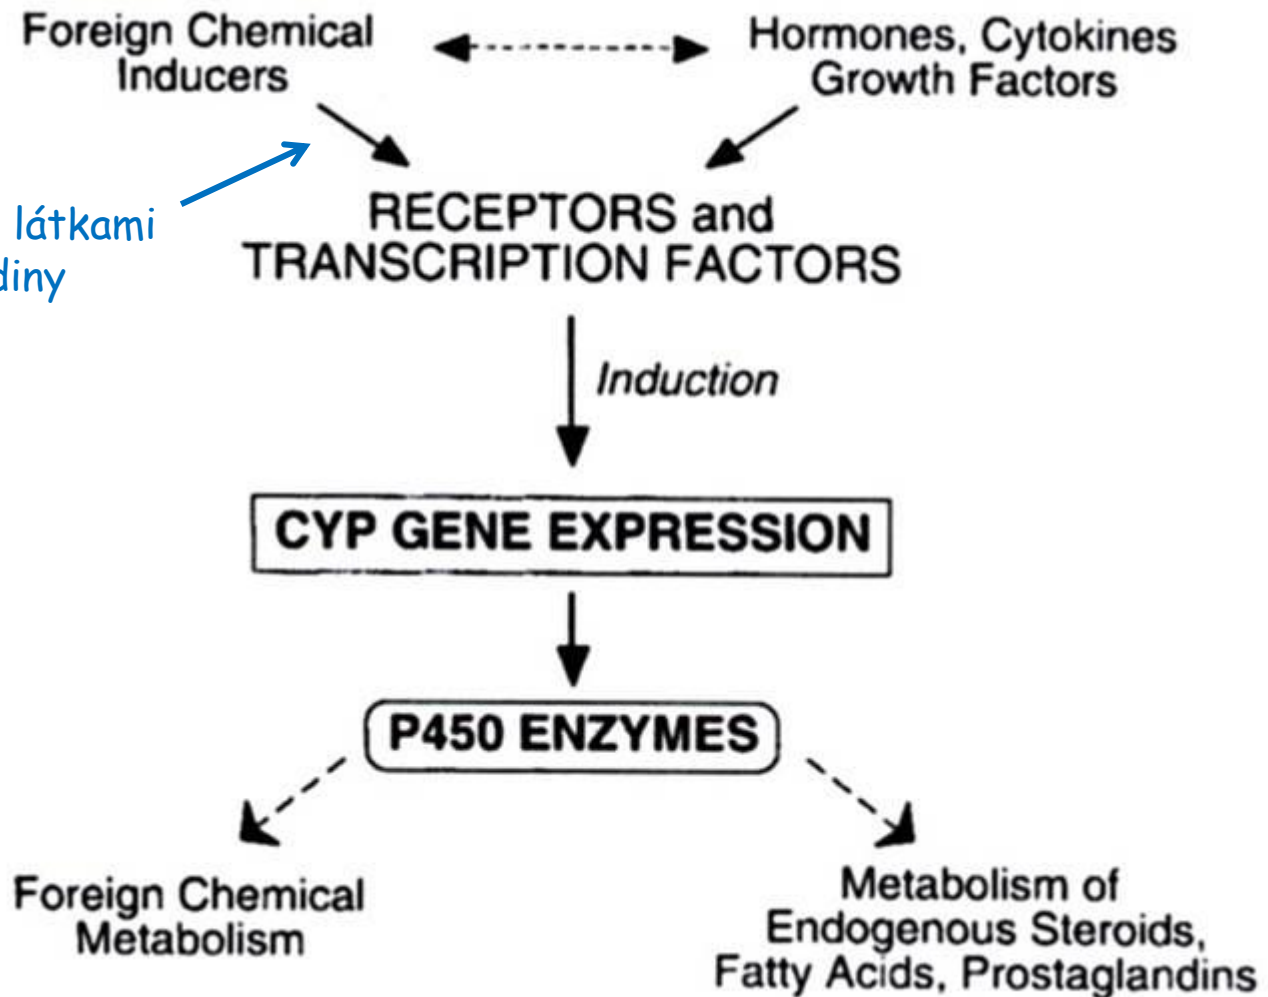 Foreign Chemical
Inducers
Hormones, Cytokines
Growth Factors
látkami
RECEPTORS and
TRANSCRIPTION FACTORS
Induction
CYP GENE EXPRESSION
P450 ENZYMES
Foreign Chemical
Metabolism
Metabolism of
Endogenous Steroids,
Fatty Acids, Prostaglandins